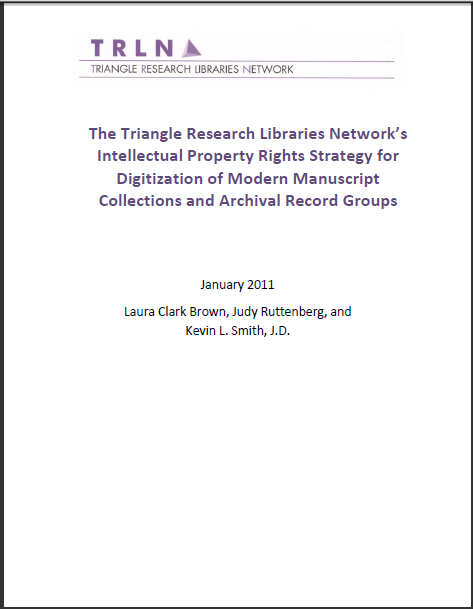 TRLN
TRIANGLE RESEARCH LIBRARIES NETWORK
The Triangle Research Libraries Network’s
Intellectual Property Rights Strategy for
Digitization of Modern Manuscript
Collections and Archival Record Groups
January 2011
Laura Clark Brown, Judy Ruttenberg, and
Kevin L. Smith, J.D.